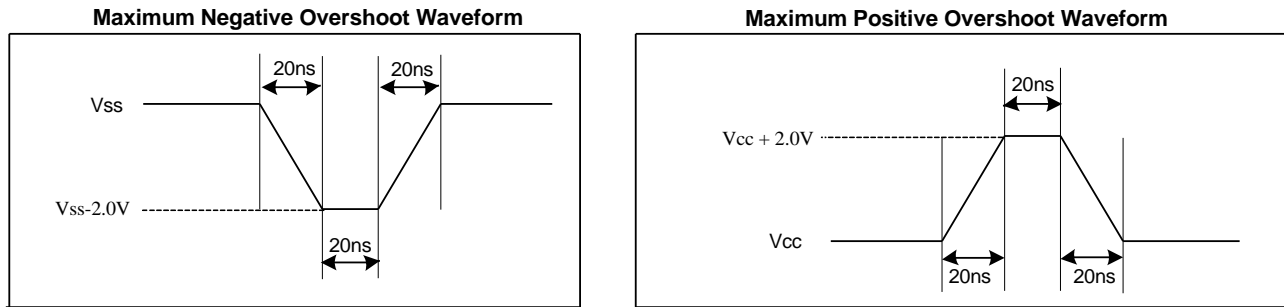 Maximum Negative Overshoot Waveform
20ns
20ns
Vss
Vss-2.0V
20ns
Maximum Positive Overshoot Waveform
20ns
Vcc + 2.0V
Vcc
20ns
20ns